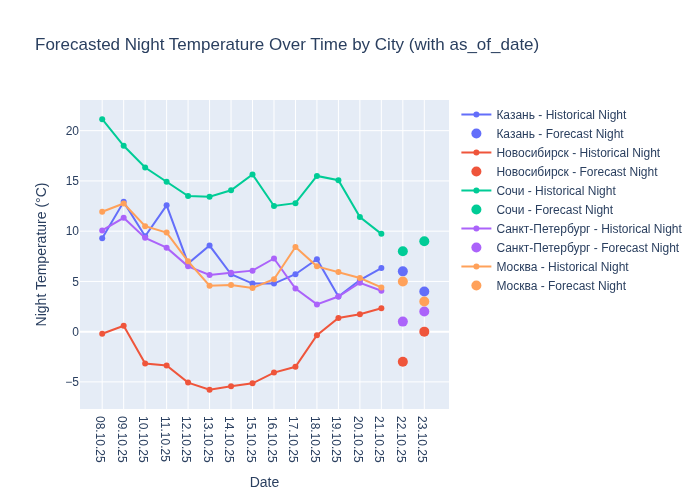 Forecasted Night Temperature Over Time by City (with as_of_date)
Night Temperature (°C)
20
15
10
5
0
−5
08.10.25
09.10.25
10.10.25
11.10.25
12.10.25
13.10.25
14.10.25
15.10.25
16.10.25
17.10.25
18.10.25
19.10.25
20.10.25
21.10.25
22.10.25
23.10.25
Date
Казань - Historical Night
Казань - Forecast Night
Новосибирск - Historical Night
Новосибирск - Forecast Night
Сочи - Historical Night
Сочи - Forecast Night
Санкт-Петербург - Historical Night
Санкт-Петербург - Forecast Night
Москва - Historical Night
Москва - Forecast Night